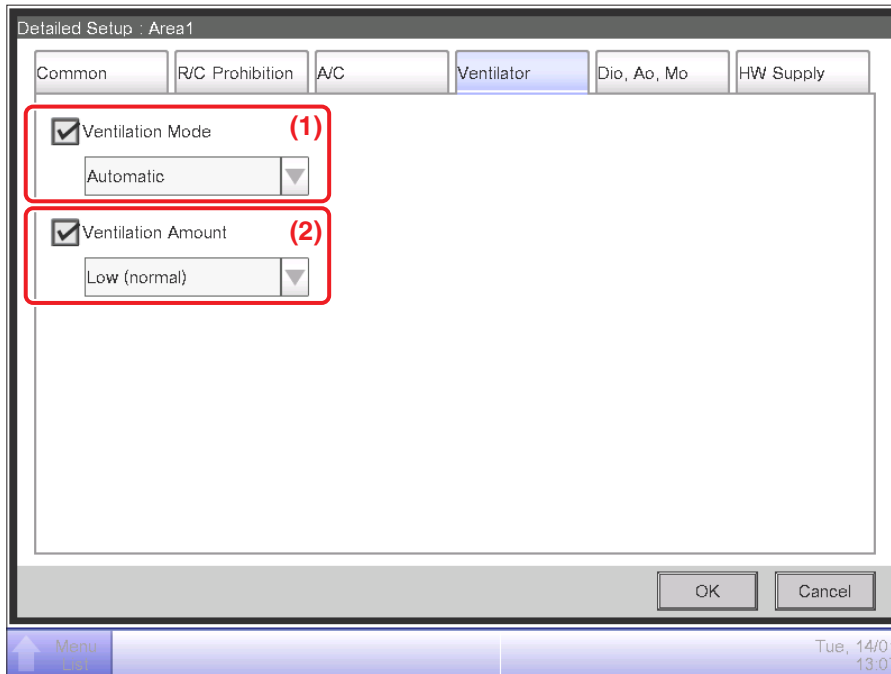 Detailed Setup : Area1
Common R/C Prohibition A/C Ventilator Dio, Ao, Mo HW Supply
Ventilation Mode (1)
Automatic
Ventilation Amount (2)
Low (normal)
OK Cancel
Menu
List
Tue, 14/0
13:0